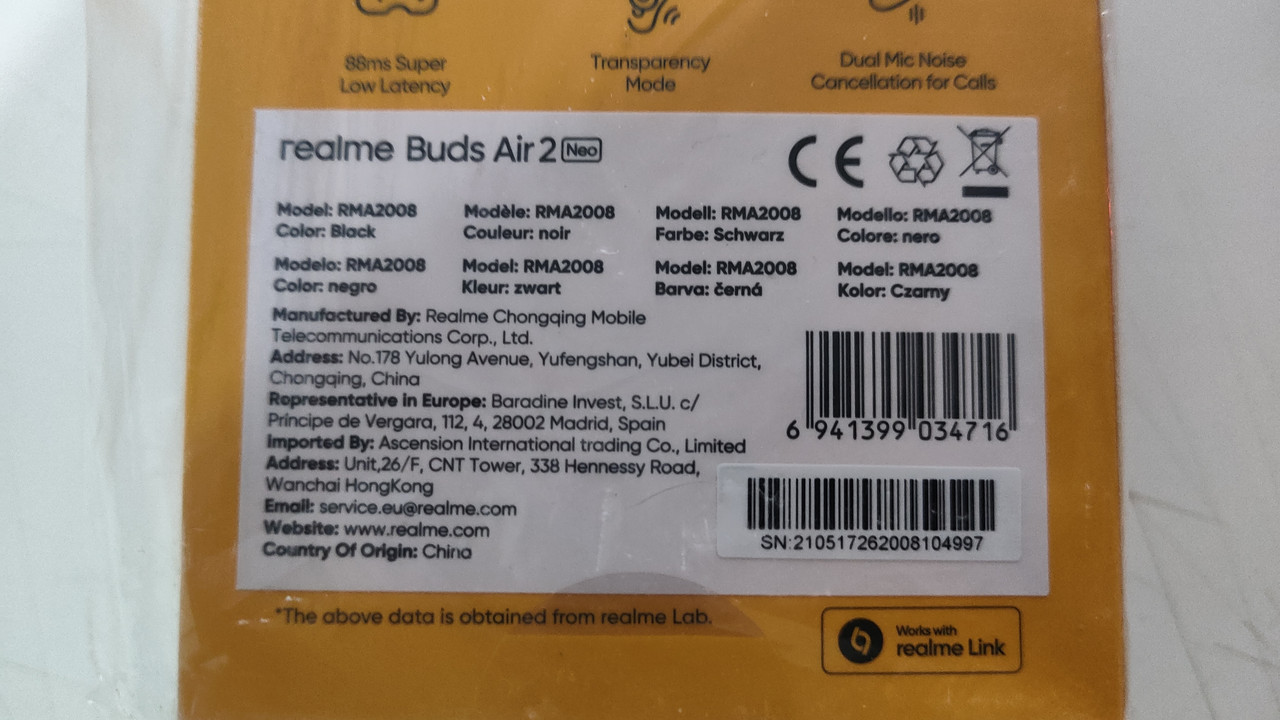 88ms Super
Low Latency
Transparency
Mode
Dual Mic Noise
Cancellation for Calls
realme Buds Air 2 Neo
CE
Model: RMA2008
Color: Black
Modèle: RMA2008
Couleur: noir
Modell: RMA2008
Farbe: Schwarz
Modello: RMA2008
Colore: nero
Modelo: RMA2008
Color: negro
Model: RMA2008
Kleur: zwart
Model: RMA2008
Barva: černá
Model: RMA2008
Kolor: Czarny
Manufactured By: Realme Chongqing Mobile
Telecommunications Corp., Ltd.
Address: No.178 Yulong Avenue, Yufengshan, Yubei District,
Chongqing, China
Representative in Europe: Baradine Invest, S.L.U. c/
Principe de Vergara, 112, 4, 28002 Madrid, Spain
Imported By: Ascension International trading Co., Limited
Address: Unit,26/F, CNT Tower, 338 Hennessy Road,
Wanchai HongKong
Email: service.eu@realme.com
Website: www.realme.com
Country Of Origin: China
6 941399 034716
SN:210517262008104997
*The above data is obtained from realme Lab.
Works with
realme Link